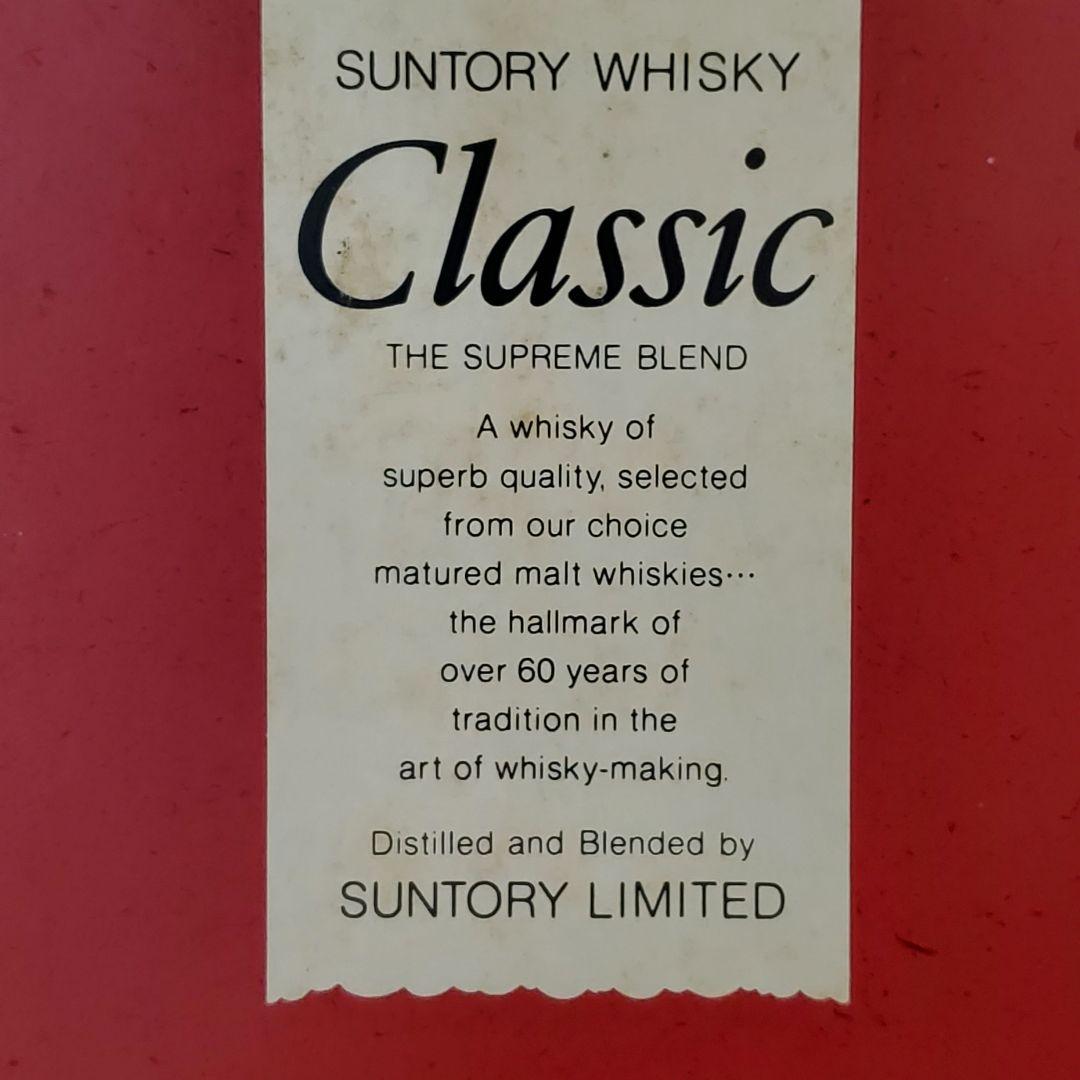 SUNTORY WHISKY
Classic
THE SUPREME BLEND
A whisky of
superb quality, selected
from our choice
matured malt whiskies···
the hallmark of
over 60 years of
tradition in the
art of whisky-making.
Distilled and Blended by
SUNTORY LIMITED